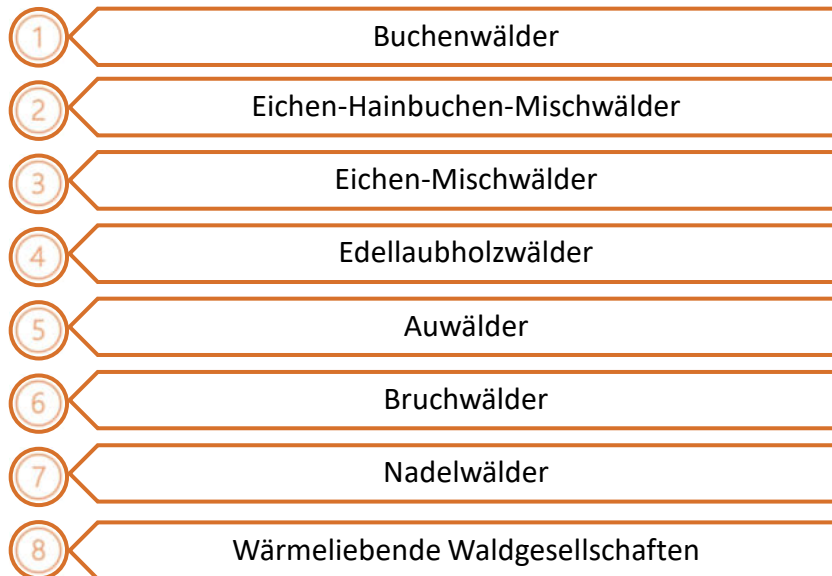 1 Buchenwälder
2 Eichen-Hainbuchen-Mischwälder
3 Eichen-Mischwälder
4 Edellaubholzwälder
5 Auwälder
6 Bruchwälder
7 Nadelwälder
8 Wärmeliebende Waldgesellschaften